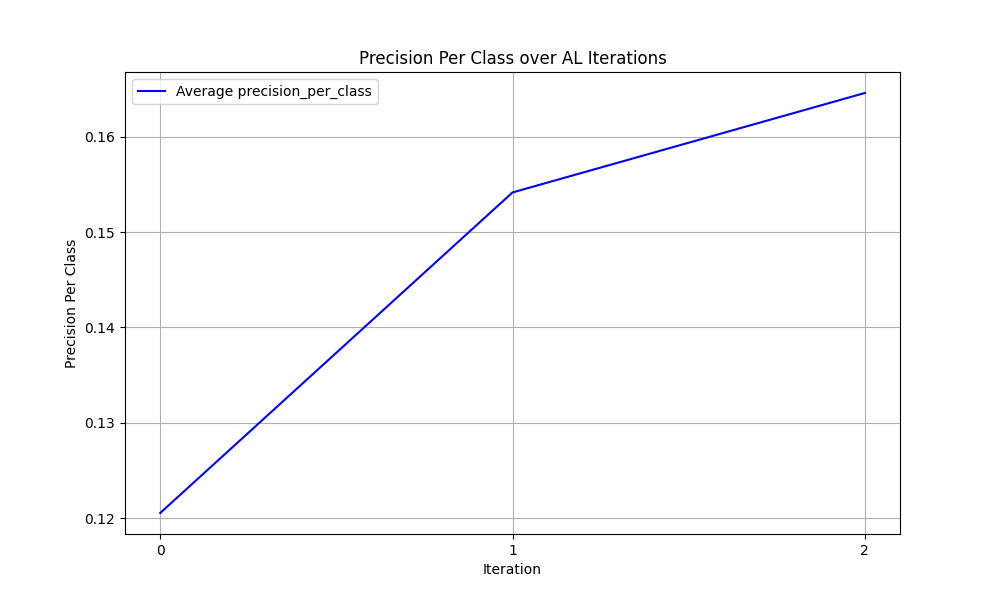 Precision Per Class over AL Iterations
Average precision_per_class
Precision Per Class
0.16
0.15
0.14
0.13
0.12
0
1
2
Iteration